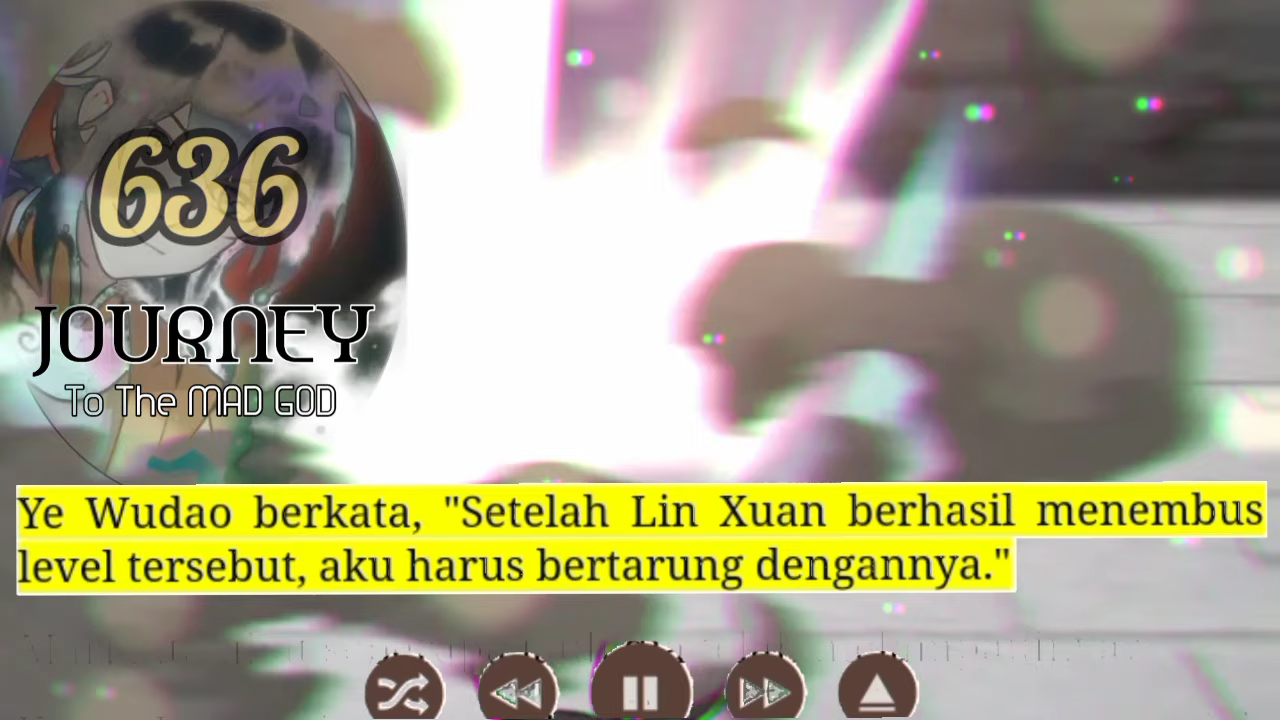 636
JOURNEY
To The MAD GOD
Ye Wudao berkata, "Setelah Lin Xuan berhasil menembus
level tersebut, aku harus bertarung dengannya."